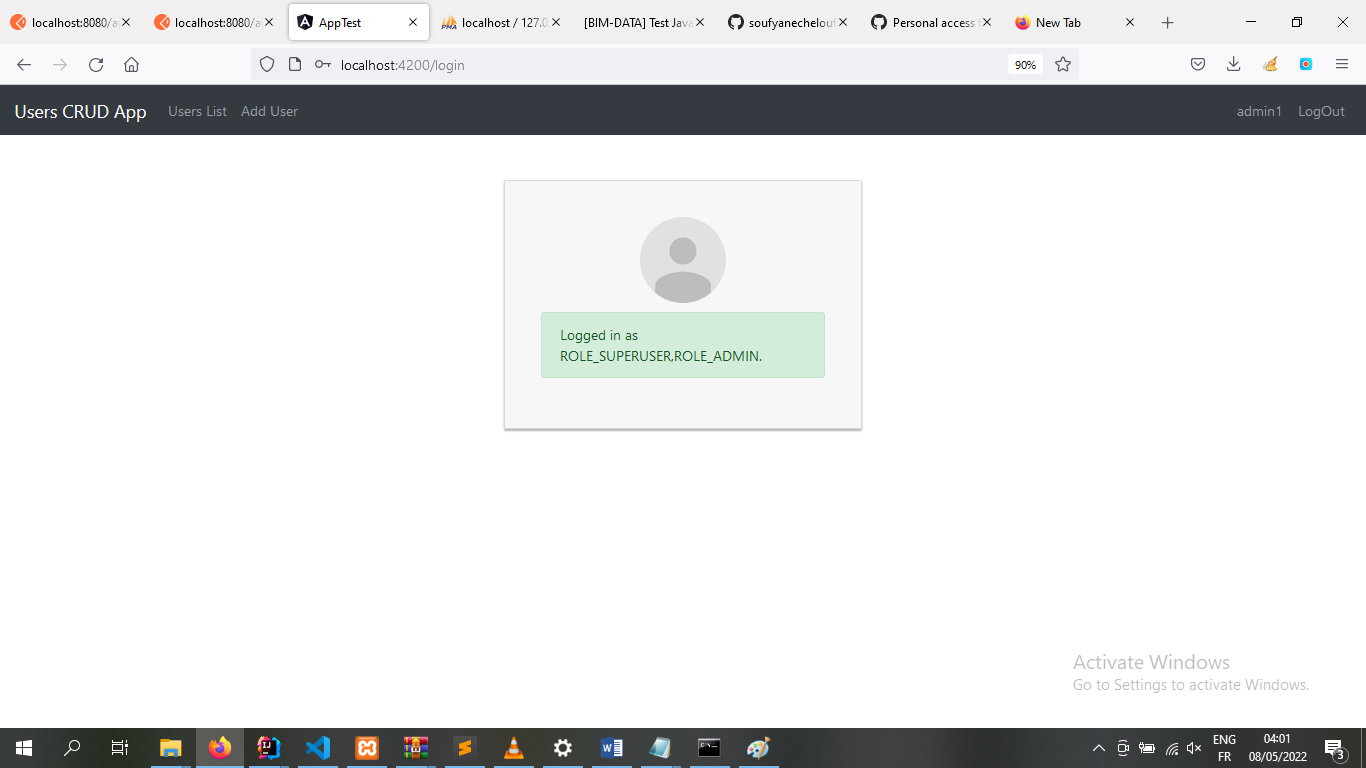 localhost:8080/a
localhost:8080/a
AppTest
localhost / 127.0
[BIM-DATA] Test Java
soufyanechelouf
Personal access
New Tab
localhost:4200/login
90%
Users CRUD App
Users List
Add User
admin1
LogOut
Logged in as
ROLE_SUPERUSER,ROLE_ADMIN.
Activate Windows
Go to Settings to activate Windows.
ENG
FR
04:01
08/05/2022
3